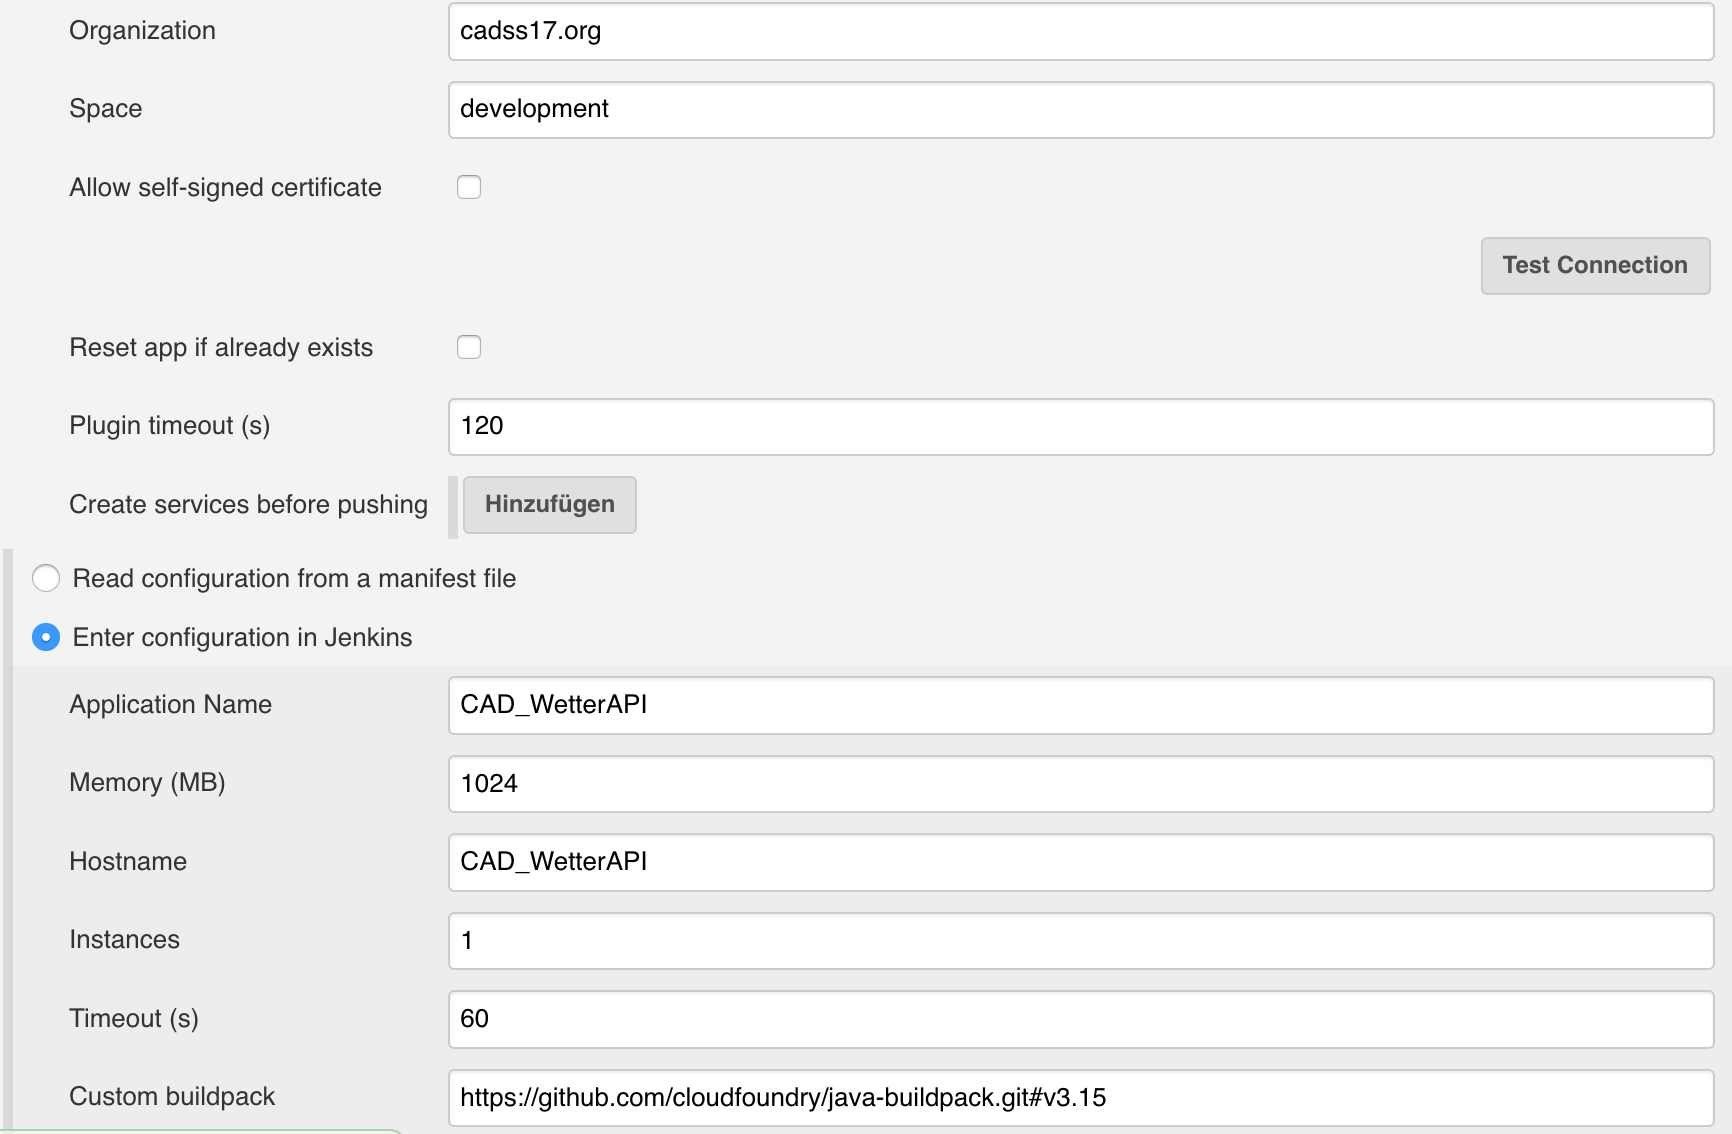 Organization cadss17.org
Space development
Allow self-signed certificate
Test Connection
Reset app if already exists
Plugin timeout (s) 120
Create services before pushing Hinzufügen
Read configuration from a manifest file
Enter configuration in Jenkins
Application Name CAD_WetterAPI
Memory (MB) 1024
Hostname CAD_WetterAPI
Instances 1
Timeout (s) 60
Custom buildpack https://github.com/cloudfoundry/java-buildpack.git#v3.15